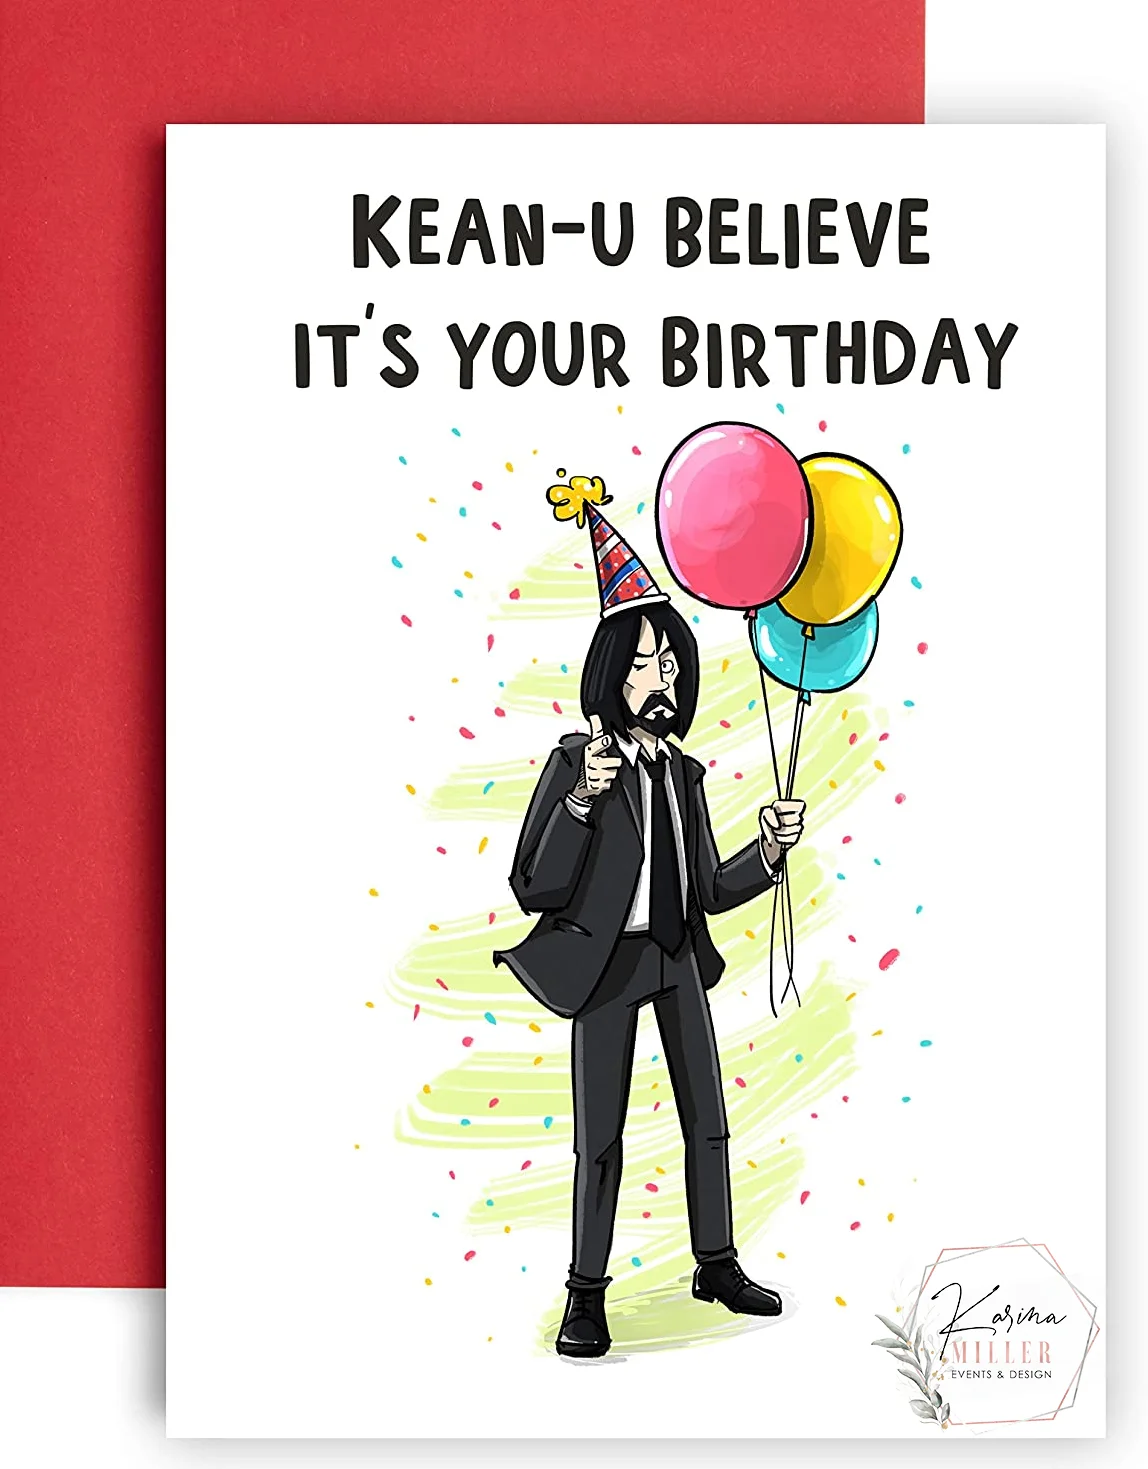 KEAN-U BELIEVE
IT'S YOUR BIRTHDAY
Karina
MILLER
EVENTS & DESIGN